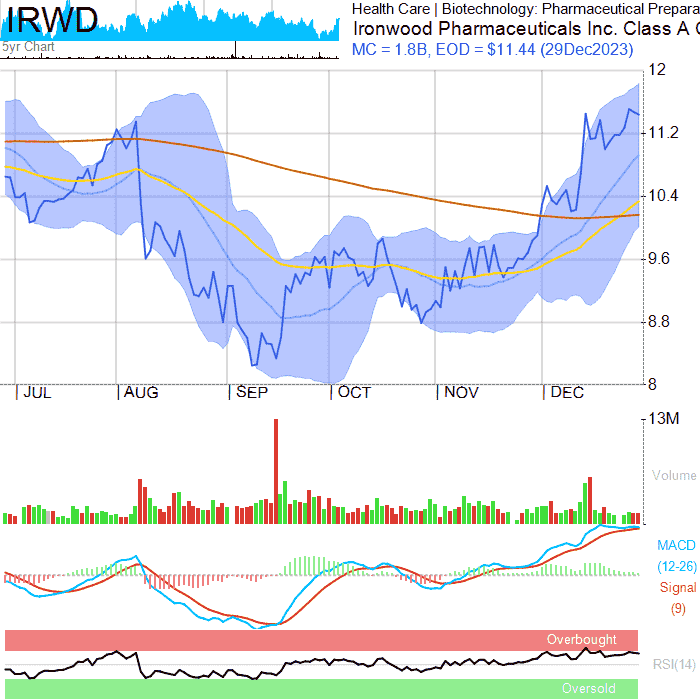 IRWD
5yr Chart
Health Care | Biotechnology: Pharmaceutical Prepara
Ironwood Pharmaceuticals Inc. Class A
MC = 1.8B, EOD = $11.44 (29Dec2023)
12
11.2
10.4
9.6
8.8
8
| JUL | AUG | SEP | OCT | NOV | DEC
13M
Volume
MACD
(12-26)
Signal
(9)
Overbought
RSI(14)
Oversold